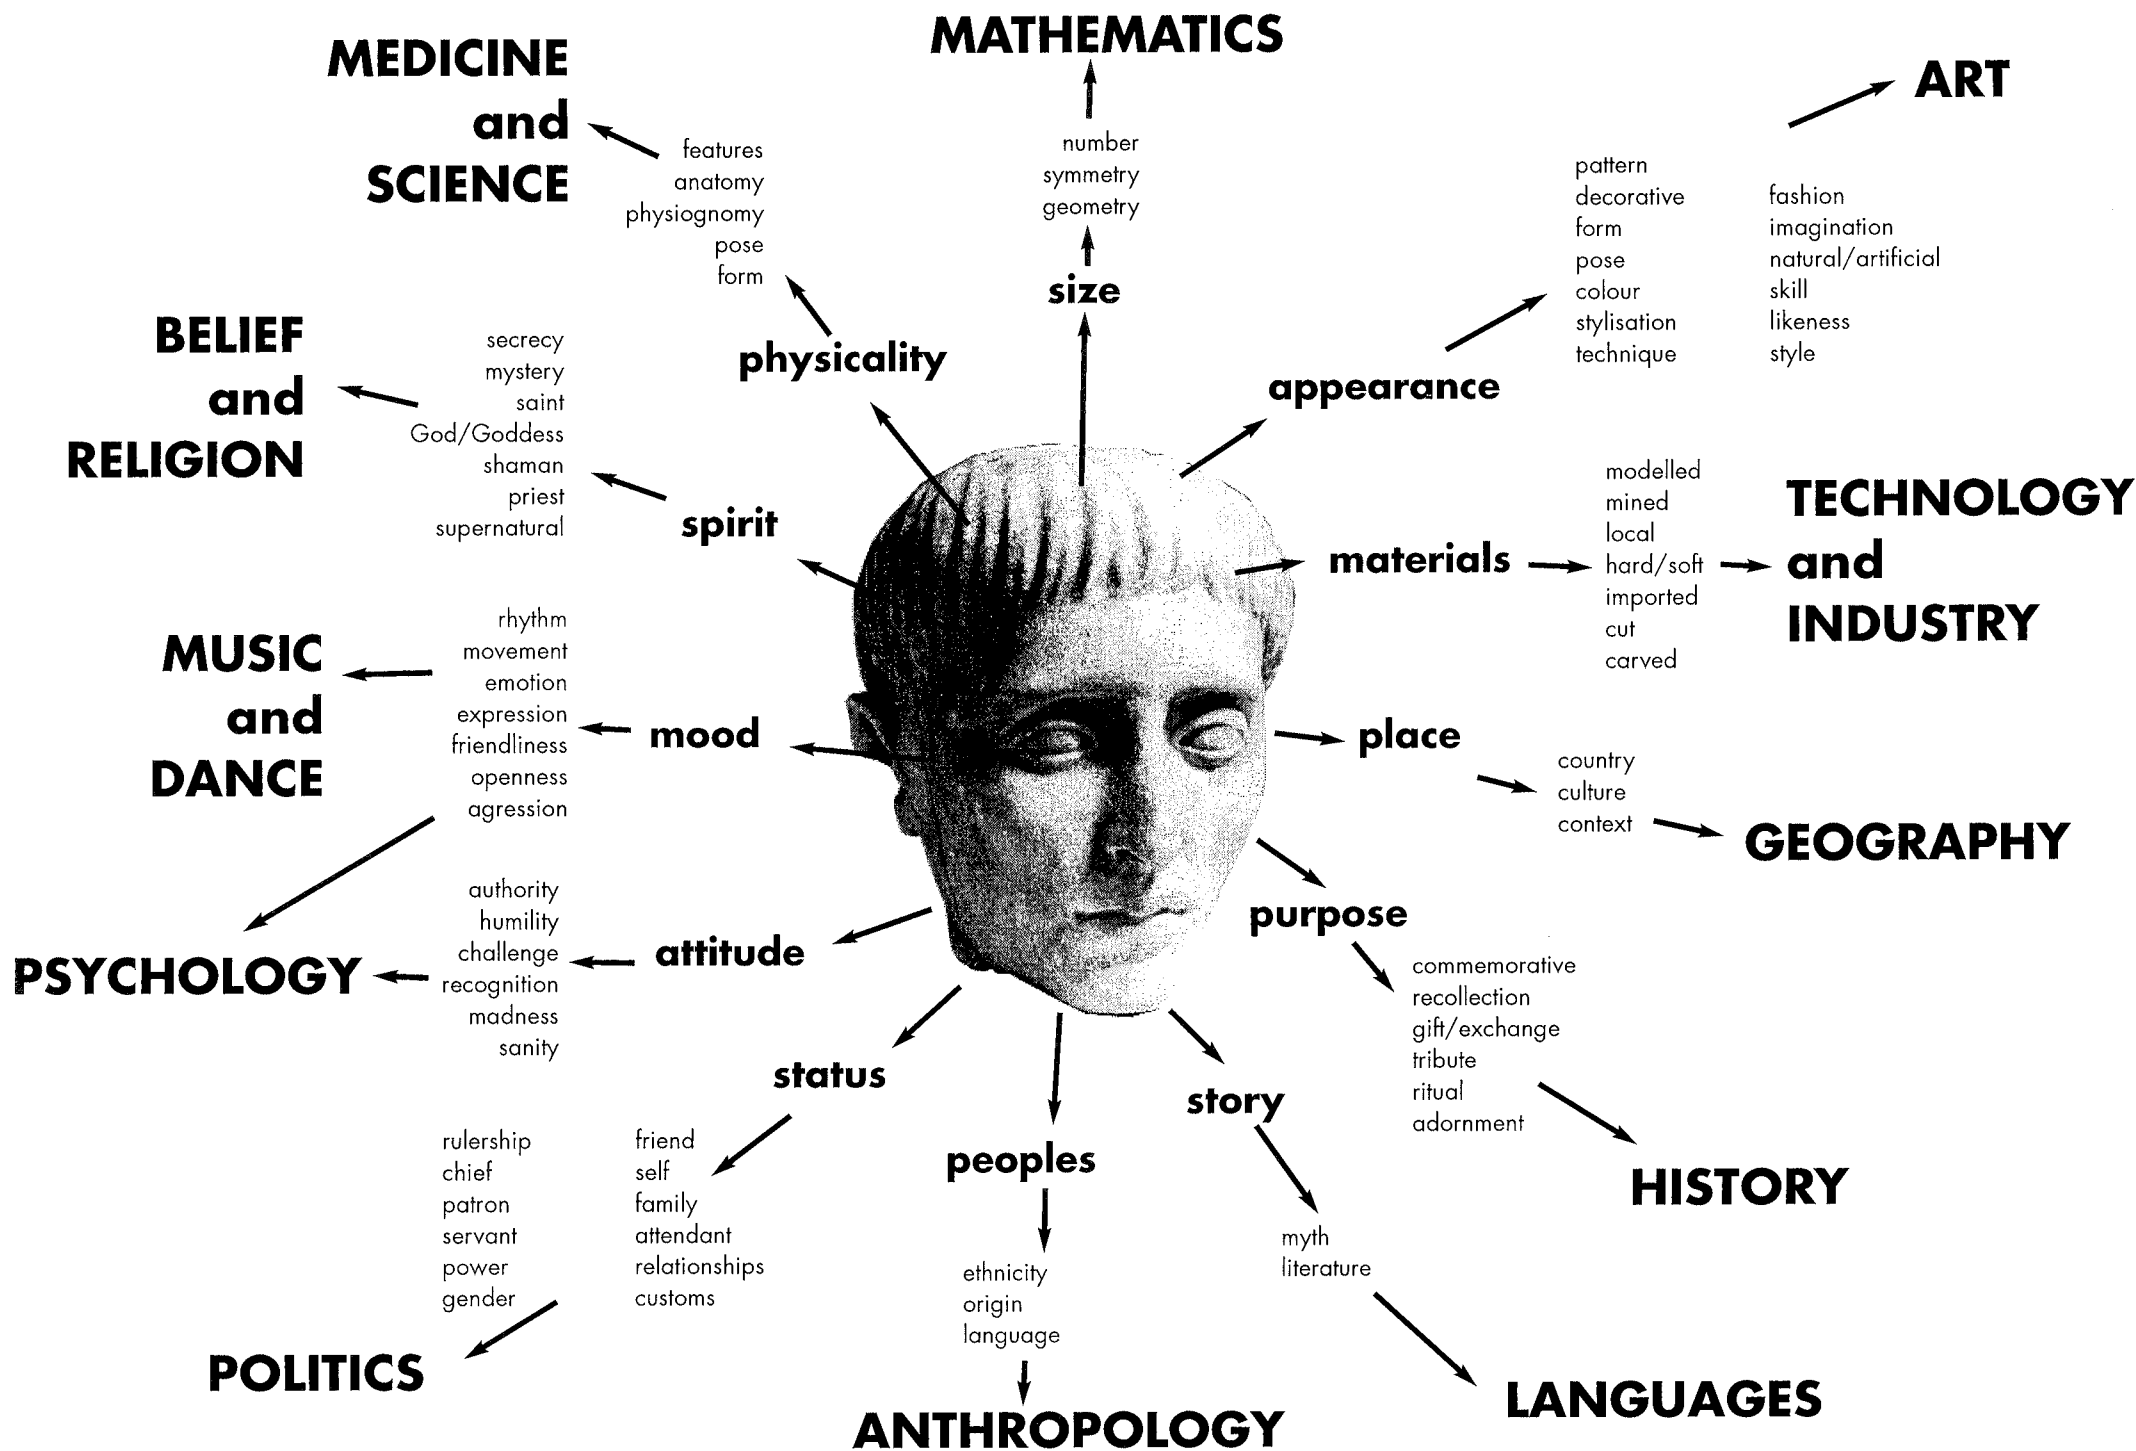 MATHEMATICS
number
symmetry
geometry
size
MEDICINE
and
SCIENCE
features
anatomy
physiognomy
pose
form
physicality
ART
pattern
decorative
form
pose
colour
stylisation
technique
fashion
imagination
natural/artificial
skill
likeness
style
appearance
BELIEF
and
RELIGION
secrecy
mystery
saint
God/Goddess
shaman
priest
supernatural
spirit
materials
modelled
mined
local
hard/soft
imported
cut
carved
TECHNOLOGY
and
INDUSTRY
MUSIC
and
DANCE
rhythm
movement
emotion
expression
friendliness
openness
agression
mood
place
country
culture
context
GEOGRAPHY
PSYCHOLOGY
authority
humility
challenge
recognition
madness
sanity
attitude
purpose
commemorative
recollection
gift/exchange
tribute
ritual
adornment
HISTORY
status
rulership
chief
patron
servant
power
gender
friend
self
family
attendant
relationships
customs
POLITICS
peoples
ethnicity
origin
language
ANTHROPOLOGY
story
myth
literature
LANGUAGES